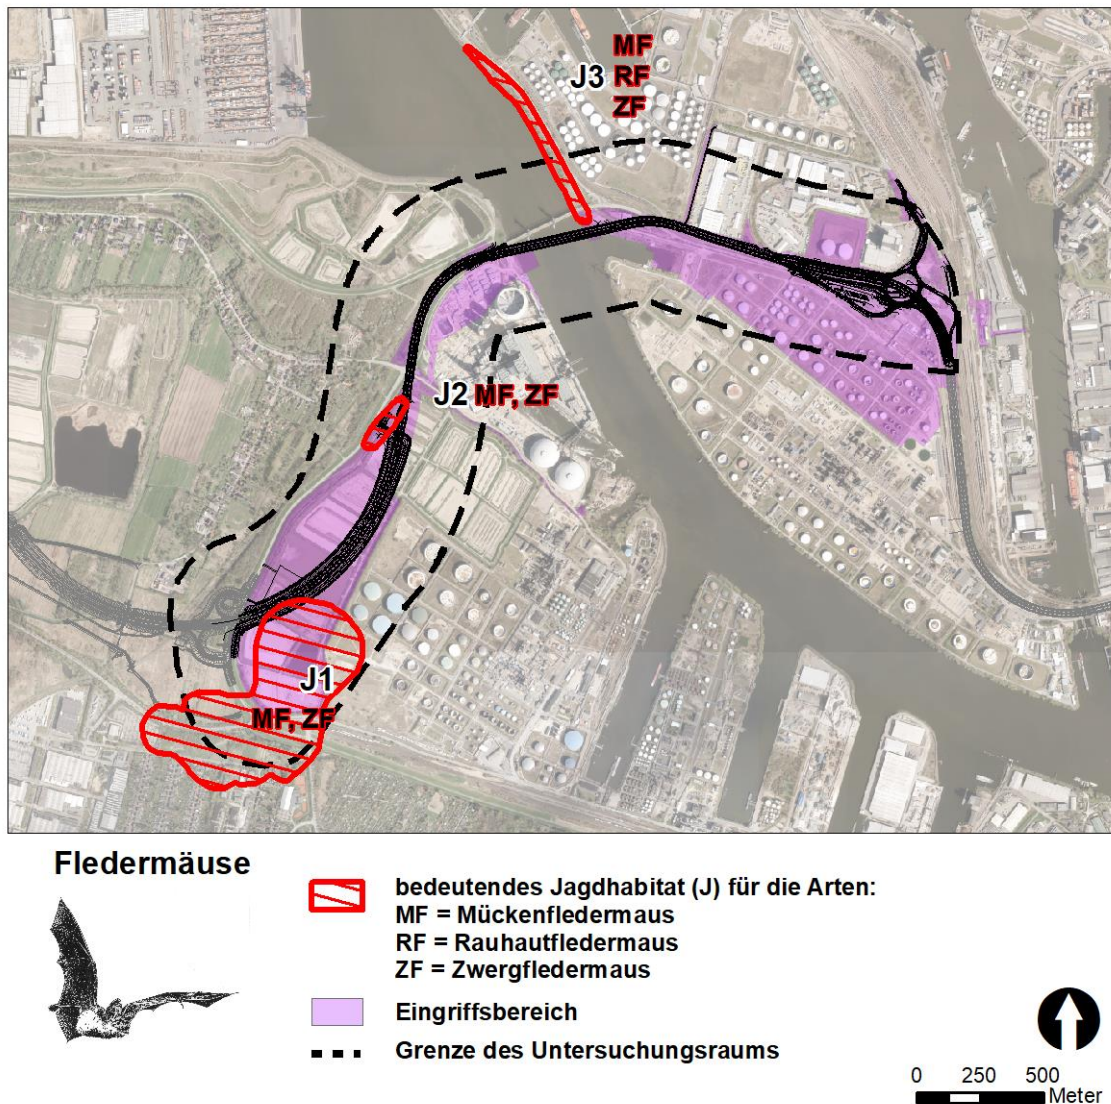 MF
J3 RF
ZF
J2 MF, ZF
J1
MF, ZF
Fledermäuse
bedeutendes Jagdhabitat (J) für die Arten:
MF = Mückenfledermaus
RF = Rauhautfledermaus
ZF = Zwergfledermaus
Eingriffsbereich
Grenze des Untersuchungsraums
0 250 500
Meter